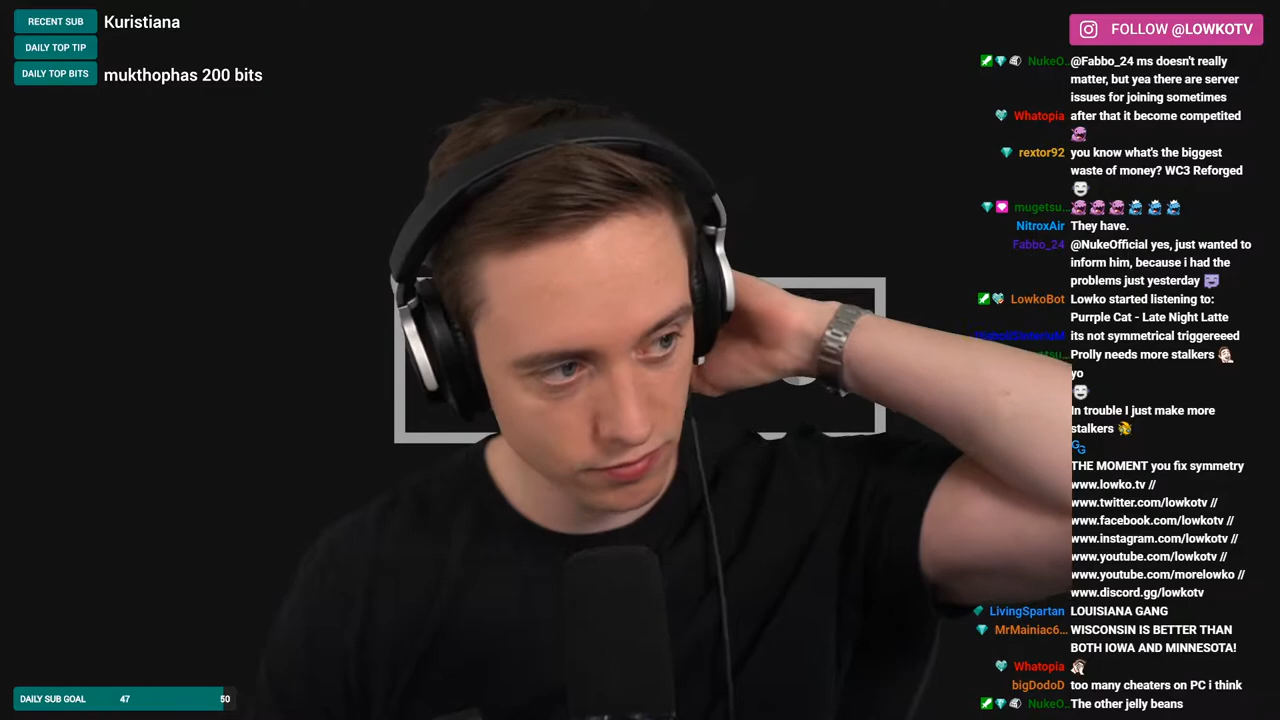 RECENT SUB Kuristiana
DAILY TOP TIP
DAILY TOP BITS mukthophas 200 bits
FOLLOW @LOWKOTV
NukeO.. @Fabbo_24 ms doesn't really
matter, but yea there are server
issues for joining sometimes
Whatopia after that it become competited
rextor92 you know what's the biggest
waste of money? WC3 Reforged
mugetsu..
NitroxAir They have.
Fabbo_24 @NukeOfficial yes, just wanted to
inform him, because i had the
problems just yesterday
LowkoBot Lowko started listening to:
Purrple Cat - Late Night Latte
its not symmetrical triggereeed
Prolly needs more stalkers
yo
In trouble I just make more
stalkers
GG
THE MOMENT you fix symmetry
www.lowko.tv //
www.twitter.com/lowkotv //
www.facebook.com/lowkotv //
www.instagram.com/lowkotv //
www.youtube.com/lowkotv //
www.youtube.com/morelowko //
www.discord.gg/lowkotv
LivingSpartan LOUISIANA GANG
MrMainiac6... WISCONSIN IS BETTER THAN
BOTH IOWA AND MINNESOTA!
Whatopia
bigDodoD too many cheaters on PC i think
NukeO.. The other jelly beans
DAILY SUB GOAL 47 50